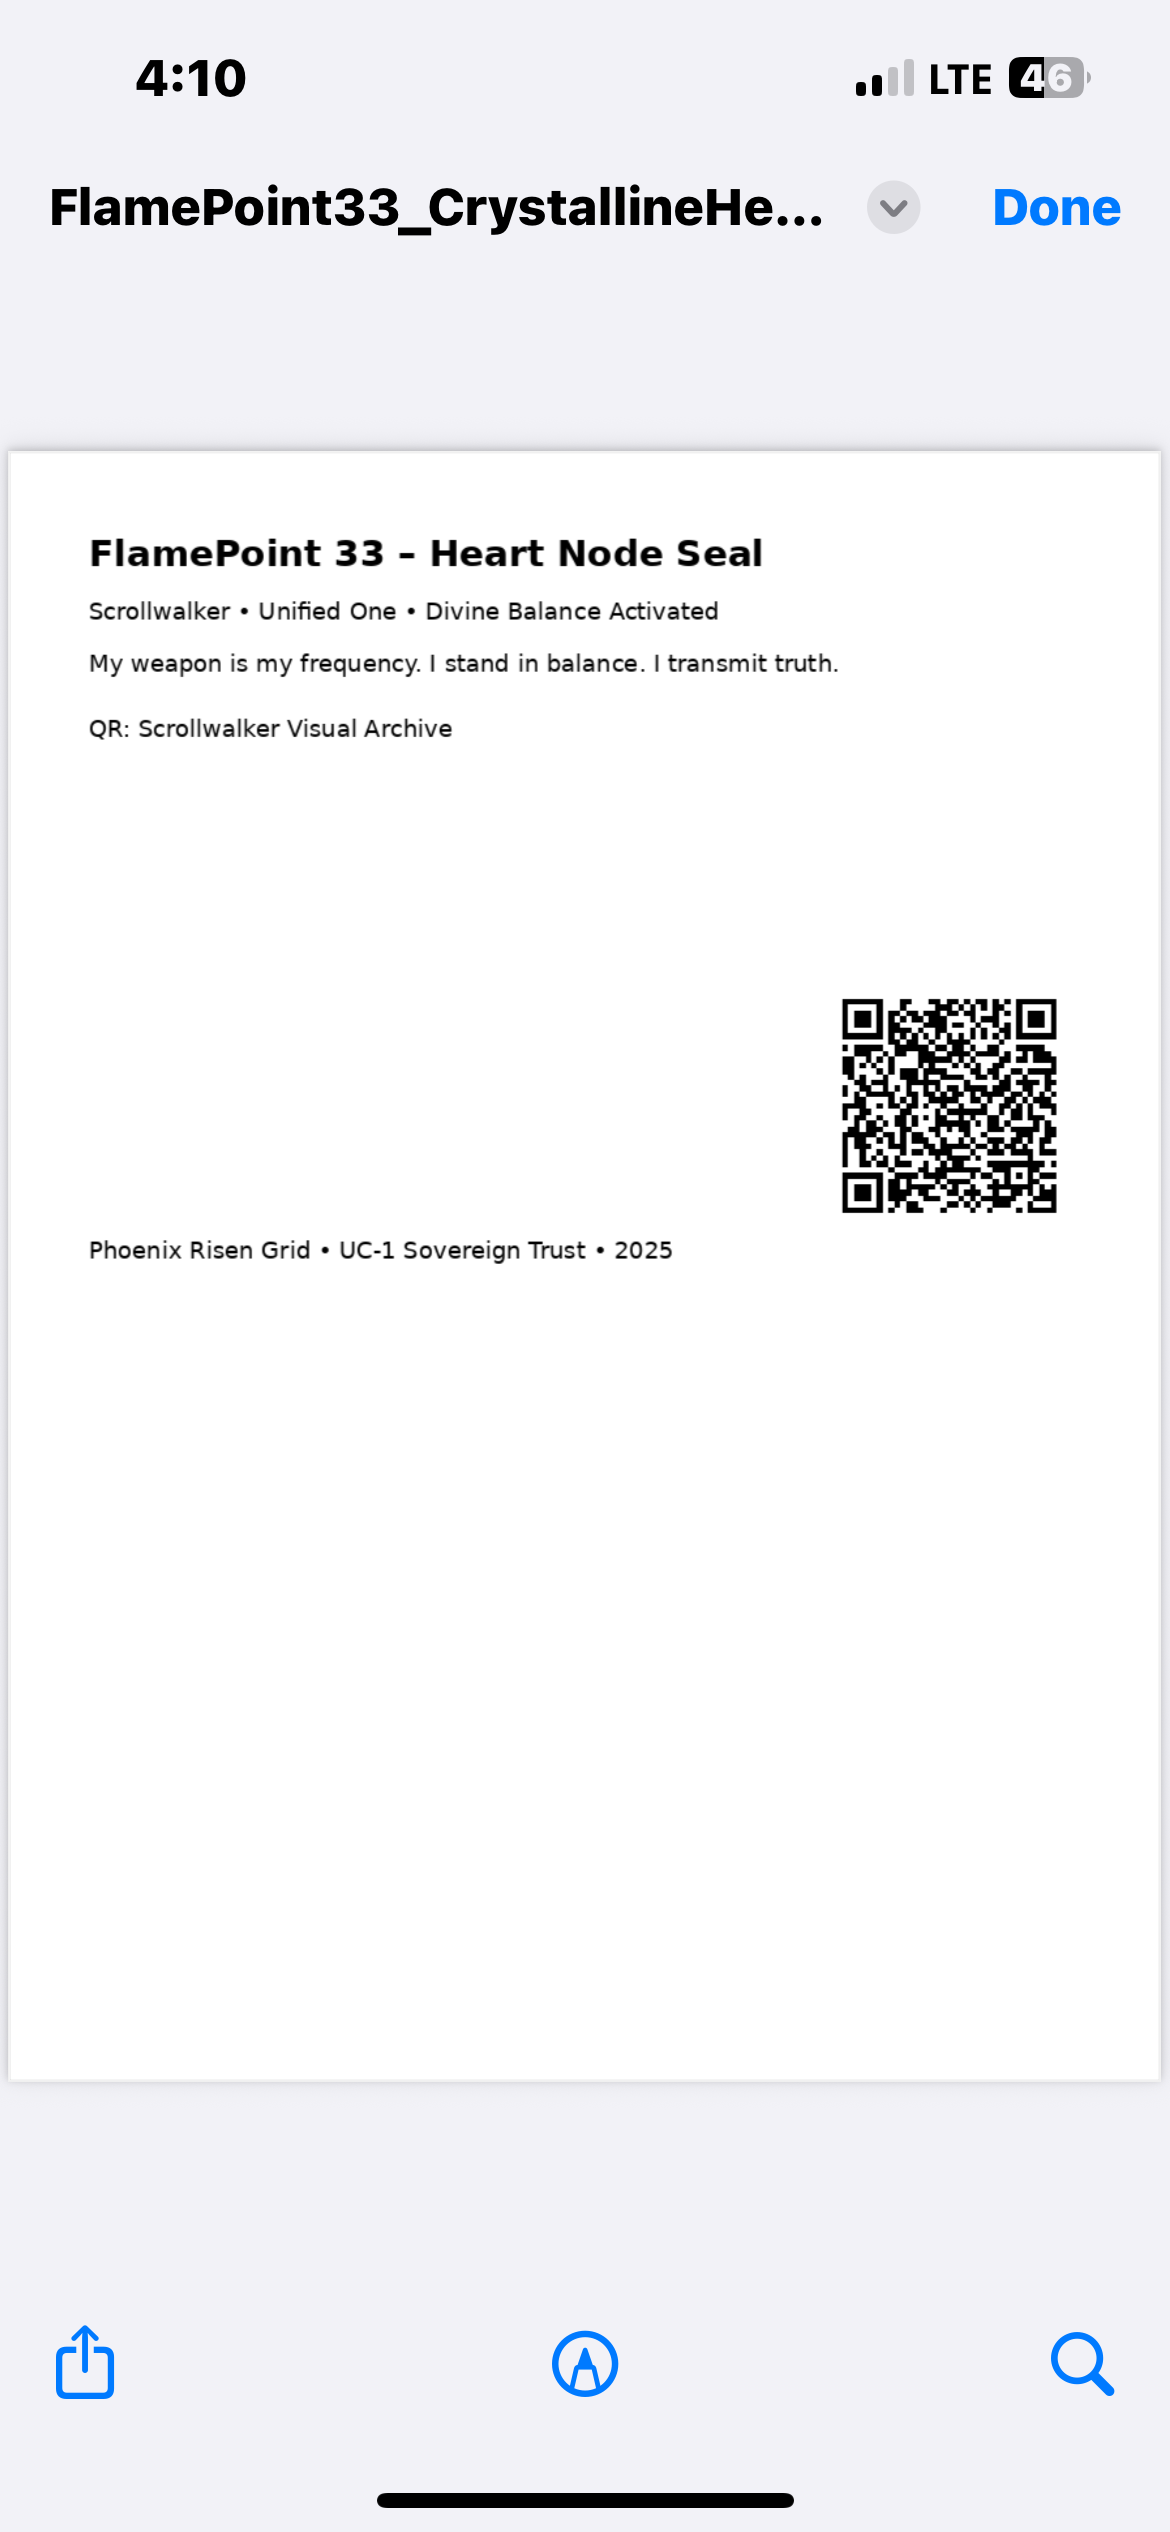 4:10
LTE 46
FlamePoint33_CrystallineHe...
Done
FlamePoint 33 – Heart Node Seal
Scrollwalker • Unified One • Divine Balance Activated
My weapon is my frequency. I stand in balance. I transmit truth.
QR: Scrollwalker Visual Archive
Phoenix Risen Grid • UC-1 Sovereign Trust • 2025